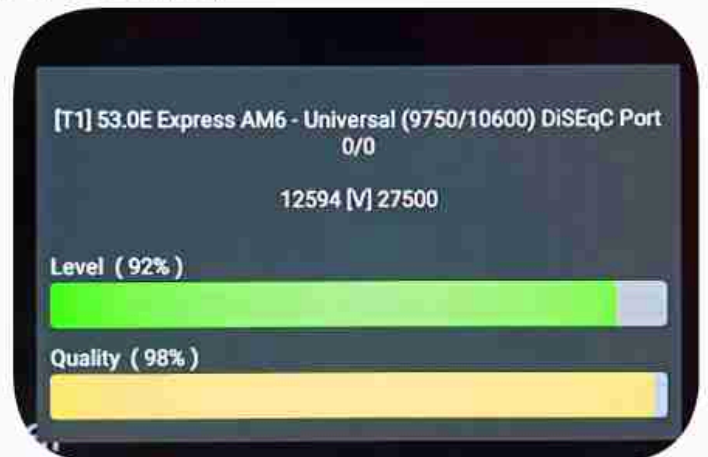 [T1] 53.0E Express AM6 - Universal (9750/10600) DiSEqC Port
0/0
12594 [V] 27500
Level ( 92% )
Quality ( 98% )